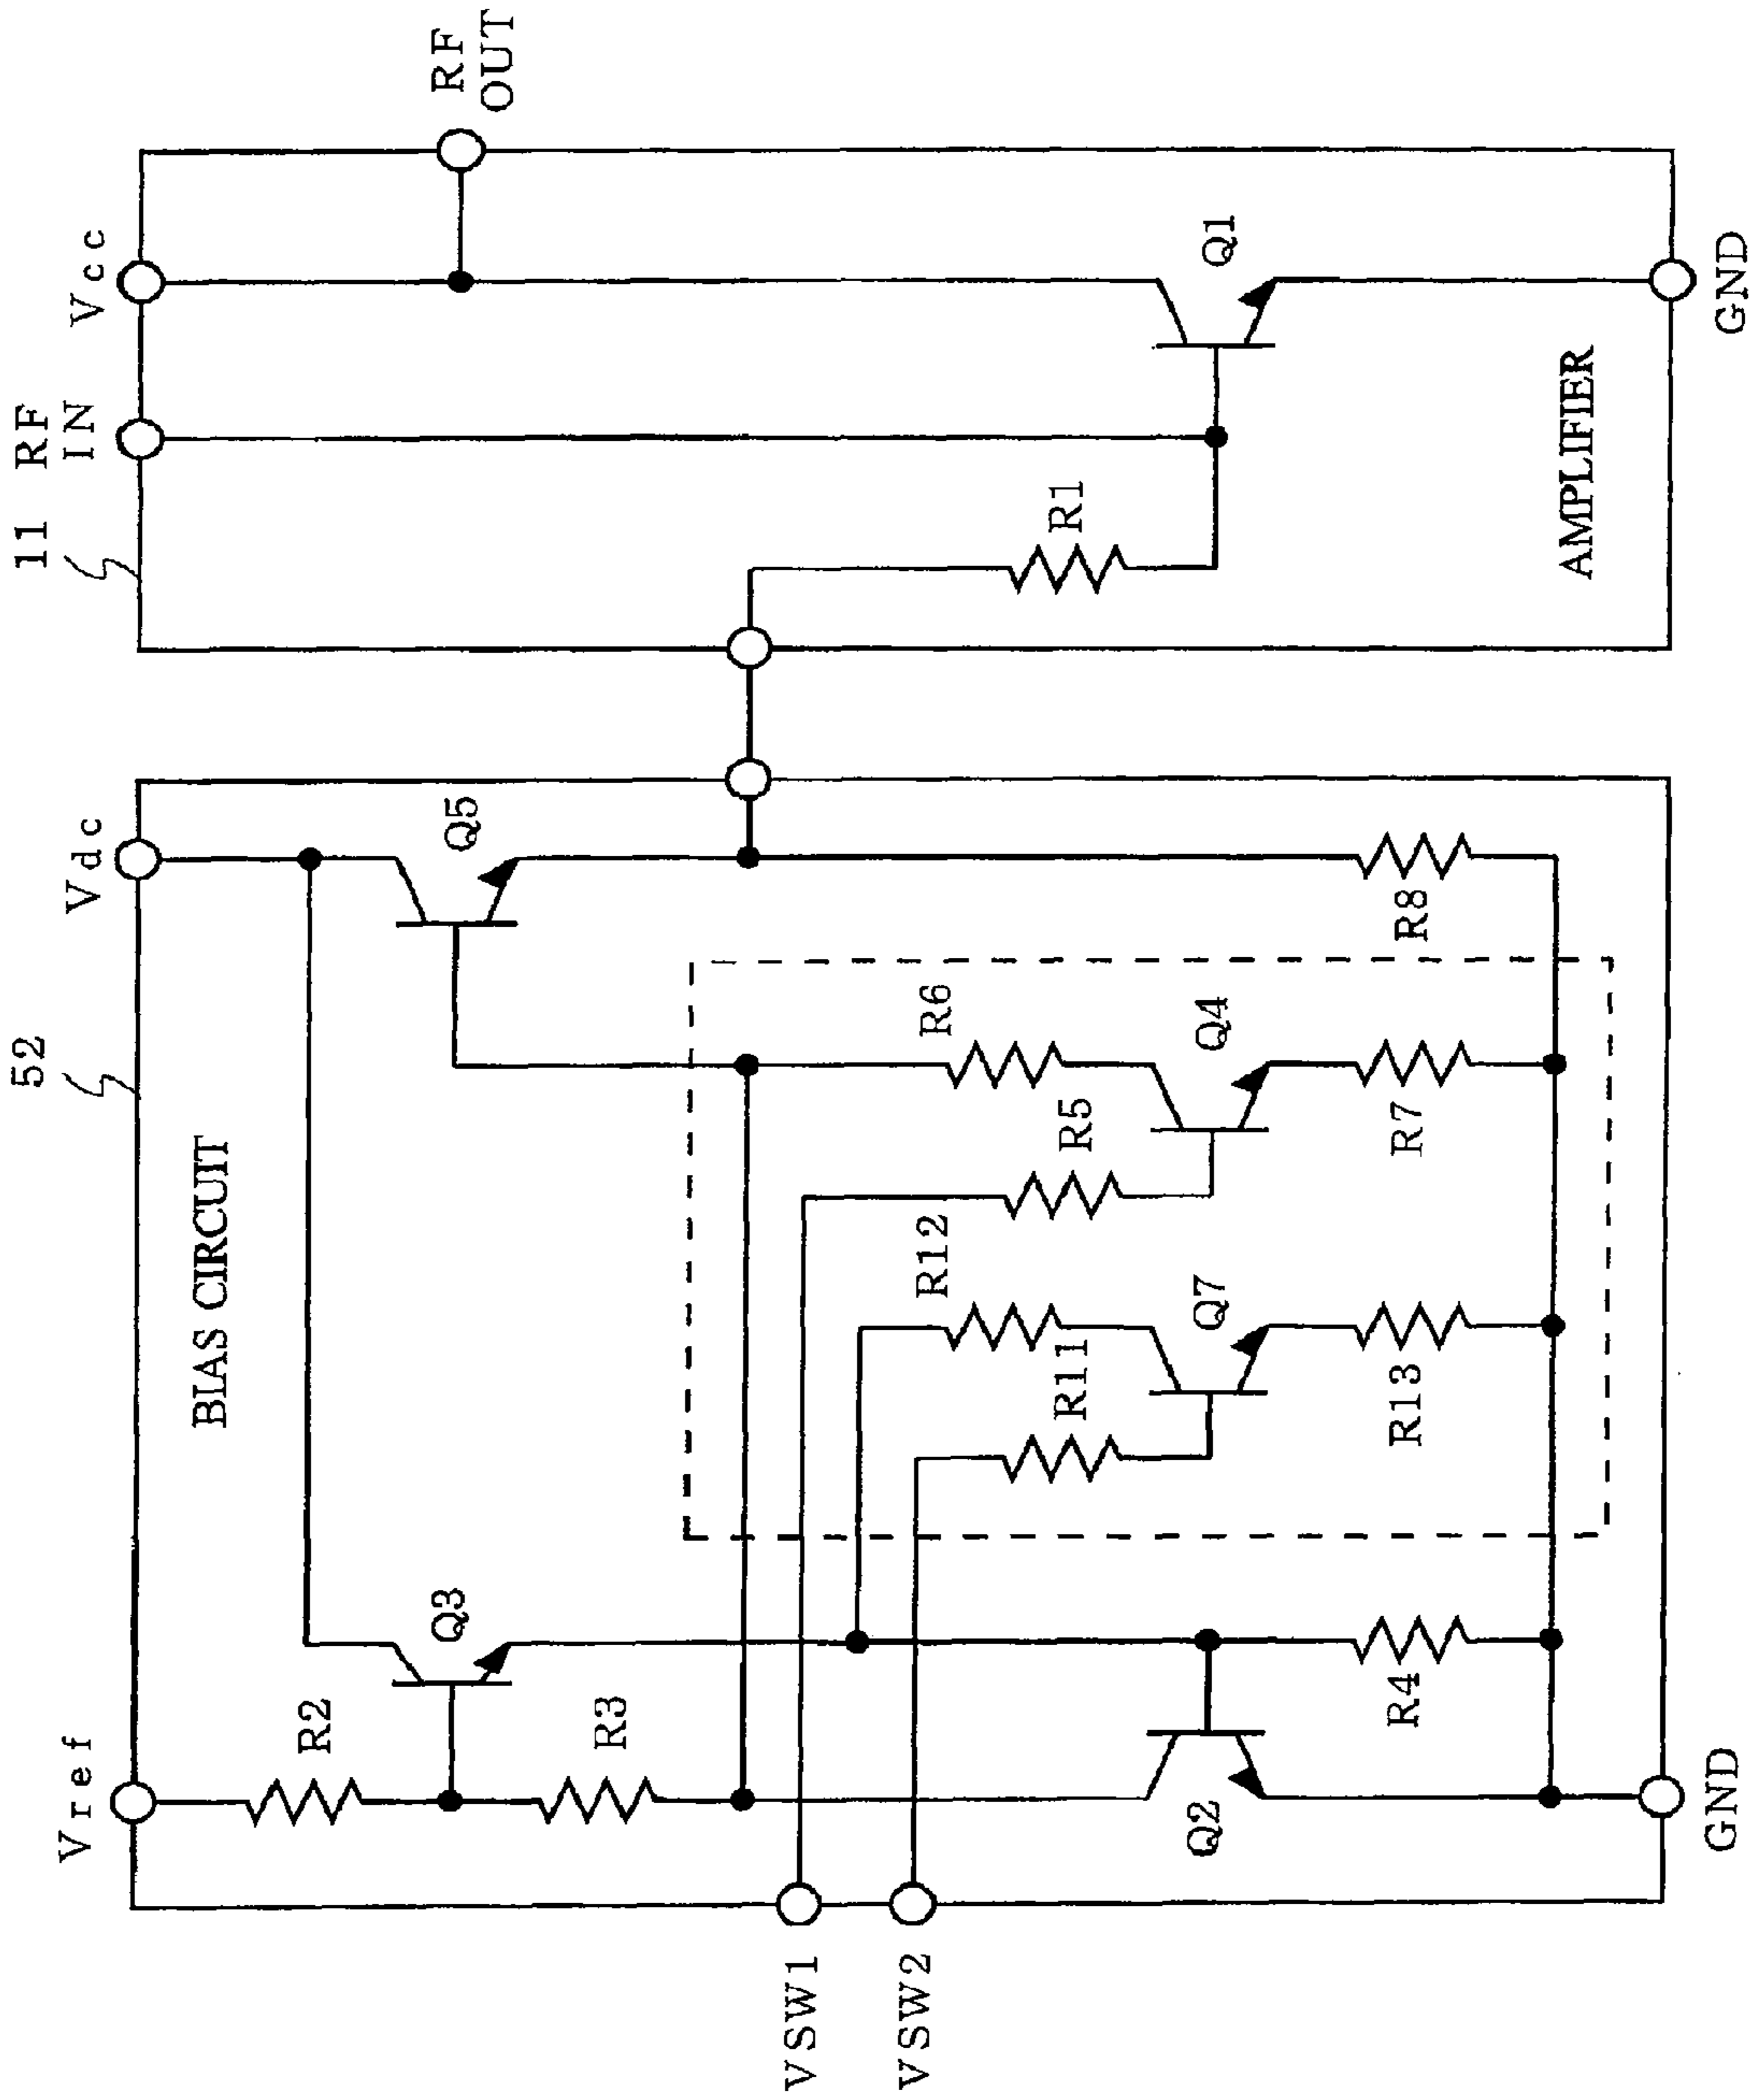 52
11
RF
IN
Vcc
Vref
Vdc
RF
OUT
BIAS CIRCUIT
R2
Q3
Q5
R3
VSW1
VSW2
R12
R6
R11
R5
R1
Q2
Q7
Q4
Q1
R4
R13
R7
R8
AMPLIFIER
GND
GND